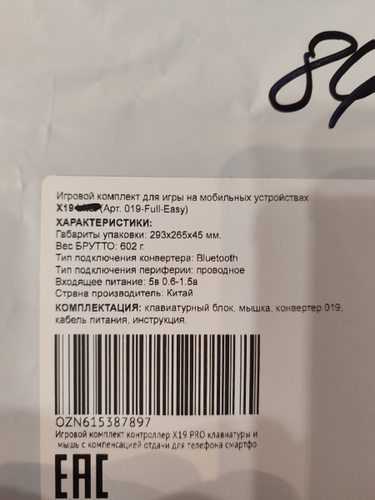 Игровой комплект для игры на мобильных устройствах
X19 (Арт. 019-Full-Easy)
ХАРАКТЕРИСТИКИ:
Габариты упаковки: 293x265x45 мм.
Вес БРУТТО: 602 г.
Тип подключения конвертера: Bluetooth
Тип подключения периферии: проводное
Входящее питание: 5в 0.6-1.5а
Страна производитель: Китай
КОМПЛЕКТАЦИЯ: клавиатурный блок, мышка, конвертер 019,
кабель питания, инструкция.
OZN615387897
Игровой комплект контроллер X19 PRO клавиатуры и
мышь с компенсацией отдачи для телефона смартфо
EAC